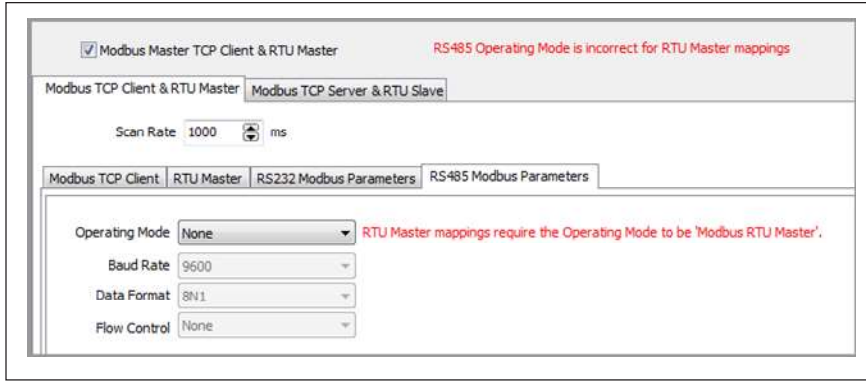 Modbus Master TCP Client & RTU Master RS485 Operating Mode is incorrect for RTU Master mappings
Modbus TCP Client & RTU Master Modbus TCP Server & RTU Slave
Scan Rate 1000 ms
Modbus TCP Client RTU Master RS232 Modbus Parameters RS485 Modbus Parameters
Operating Mode None RTU Master mappings require the Operating Mode to be 'Modbus RTU Master'.
Baud Rate 9600
Data Format 8N1
Flow Control None